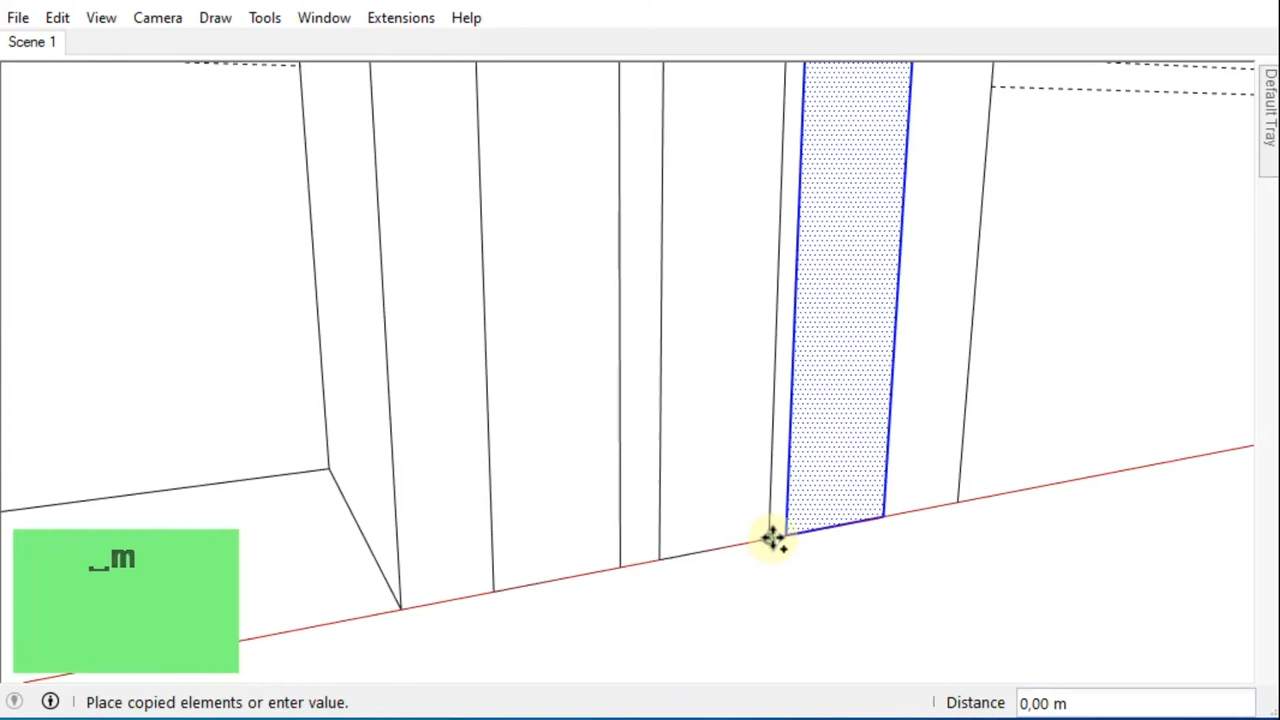 File Edit View Camera Draw Tools Window Extensions Help
Scene 1
Default Tray
_m
Place copied elements or enter value.
Distance 0,00 m